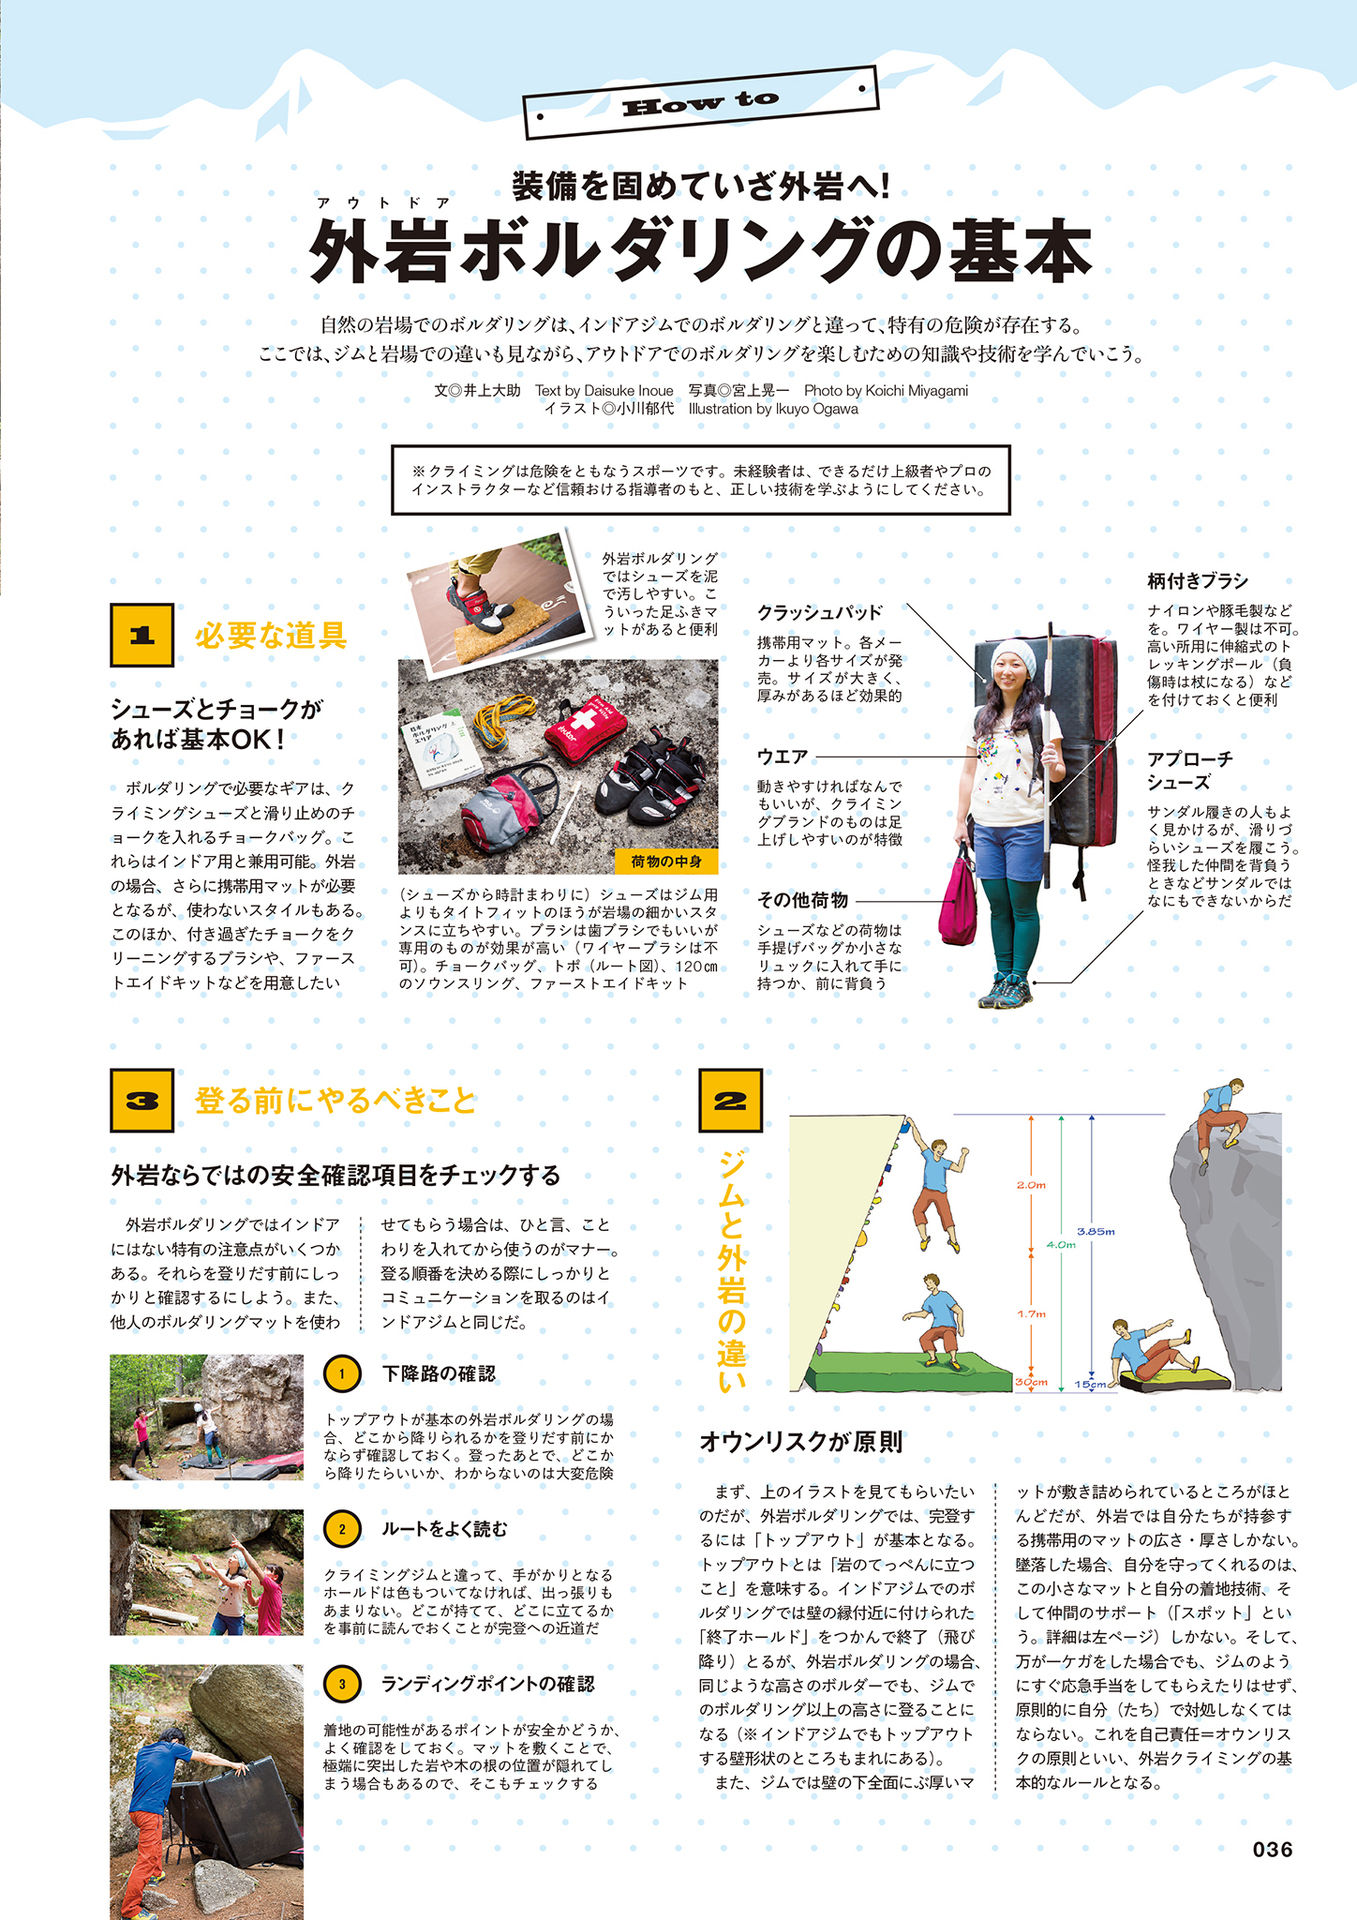 How to
装備を固めていざ外岩へ!
アウトドア
外岩ボルダリングの基本
自然の岩場でのボルダリングは、インドアジムでのボルダリングと違って、特有の危険が存在する。
ここでは、ジムと岩場での違いも見ながら、アウトドアでのボルダリングを楽しむための知識や技術を学んでいこう。
文◎井上大助　Text by Daisuke Inoue　写真◎宮上晃一　Photo by Koichi Miyagami
イラスト◎小川郁代　Illustration by Ikuyo Ogawa
※クライミングは危険をともなうスポーツです。未経験者は、できるだけ上級者やプロの
インストラクターなど信頼おける指導者のもと、正しい技術を学ぶようにしてください。
1
必要な道具
シューズとチョークが
あれば基本OK!
ボルダリングで必要なギアは、ク
ライミングシューズと滑り止めのチ
ョークを入れるチョークバッグ。こ
れらはインドア用と兼用可能。外岩
の場合、さらに携帯用マットが必要
となるが、使わないスタイルもある。
このほか、付き過ぎたチョークをク
リーニングするブラシや、ファース
トエイドキットなどを用意したい
外岩ボルダリング
ではシューズを泥
で汚しやすい。こ
ういった足ふきマ
ットがあると便利
日本
ボルダリング
エリア
荷物の中身
(シューズから時計まわりに)シューズはジム用
よりもタイトフィットのほうが岩場の細かいスタ
ンスに立ちやすい。ブラシは歯ブラシでもいいが
専用のものが効果が高い(ワイヤーブラシは不
可)。チョークバッグ、トポ(ルート図)、120㎝
のソウンスリング、ファーストエイドキット
クラッシュパッド
携帯用マット。各メー
カーより各サイズが発
売。サイズが大きく、
厚みがあるほど効果的
ウエア
動きやすければなんで
もいいが、クライミン
グブランドのものは足
上げしやすいのが特徴
その他荷物
シューズなどの荷物は
手提げバッグか小さな
リュックに入れて手に
持つか、前に背負う
柄付きブラシ
ナイロンや豚毛製など
を。ワイヤー製は不可。
高い所用に伸縮式のト
レッキングポール(負
傷時は杖になる)など
を付けておくと便利
アプローチ
シューズ
サンダル履きの人もよ
く見かけるが、滑りづ
らいシューズを履こう。
怪我した仲間を背負う
ときなどサンダルでは
なにもできないからだ
3
登る前にやるべきこと
外岩ならではの安全確認項目をチェックする
外岩ボルダリングではインドア
にはない特有の注意点がいくつか
ある。それらを登りだす前にしっ
かりと確認するにしよう。また、
他人のボルダリングマットを使わ
せてもらう場合は、ひと言、こと
わりを入れてから使うのがマナー。
登る順番を決める際にしっかりと
コミュニケーションを取るのはイ
ンドアジムと同じだ。
1
下降路の確認
トップアウトが基本の外岩ボルダリングの場
合、どこから降りられるかを登りだす前にか
ならず確認しておく。登ったあとで、どこか
ら降りたらいいか、わからないのは大変危険
2
ルートをよく読む
クライミングジムと違って、手がかりとなる
ホールドは色もついてなければ、出っ張りも
あまりない。どこが持てて、どこに立てるか
を事前に読んでおくことが完登への近道だ
3
ランディングポイントの確認
着地の可能性があるポイントが安全かどうか、
よく確認をしておく。マットを敷くことで、
極端に突出した岩や木の根の位置が隠れてし
まう場合もあるので、そこもチェックする
2
ジムと外岩の違い
2.0m
3.85m
4.0m
1.7m
30cm
15cm
オウンリスクが原則
まず、上のイラストを見てもらいたい
のだが、外岩ボルダリングでは、完登す
るには「トップアウト」が基本となる。
トップアウトとは「岩のてっぺんに立つ
こと」を意味する。インドアジムでのボ
ルダリングでは壁の縁付近に付けられた
「終了ホールド」をつかんで終了(飛び
降り)とるが、外岩ボルダリングの場合、
同じような高さのボルダーでも、ジムで
のボルダリング以上の高さに登ることに
なる(※インドアジムでもトップアウト
する壁形状のところもまれにある)。
また、ジムでは壁の下全面にぶ厚いマ
ットが敷き詰められているところがほと
んどだが、外岩では自分たちが持参す
る携帯用のマットの広さ・厚さしかない。
墜落した場合、自分を守ってくれるのは、
この小さなマットと自分の着地技術、そ
して仲間のサポート(「スポット」とい
う。詳細は左ページ)しかない。そして、
万が一ケガをした場合でも、ジムのよう
にすぐ応急手当をしてもらえたりはせず、
原則的に自分(たち)で対処しなくては
ならない。これを自己責任=オウンリス
クの原則といい、外岩クライミングの基
本的なルールとなる。
036